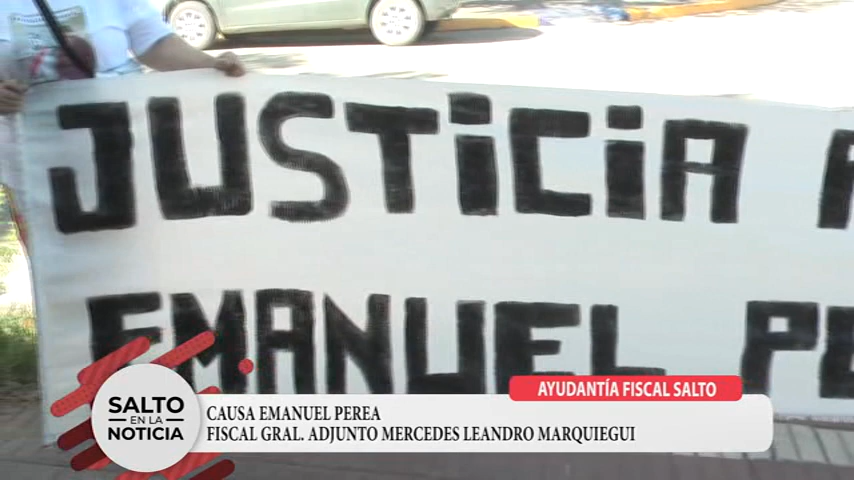 JUSTICIA
EMANUEL
AYUDANTÍA FISCAL SALTO
SALTO
EN LA
NOTICIA
CAUSA EMANUEL PEREA
FISCAL GRAL. ADJUNTO MERCEDES LEANDRO MARQUIEGUI